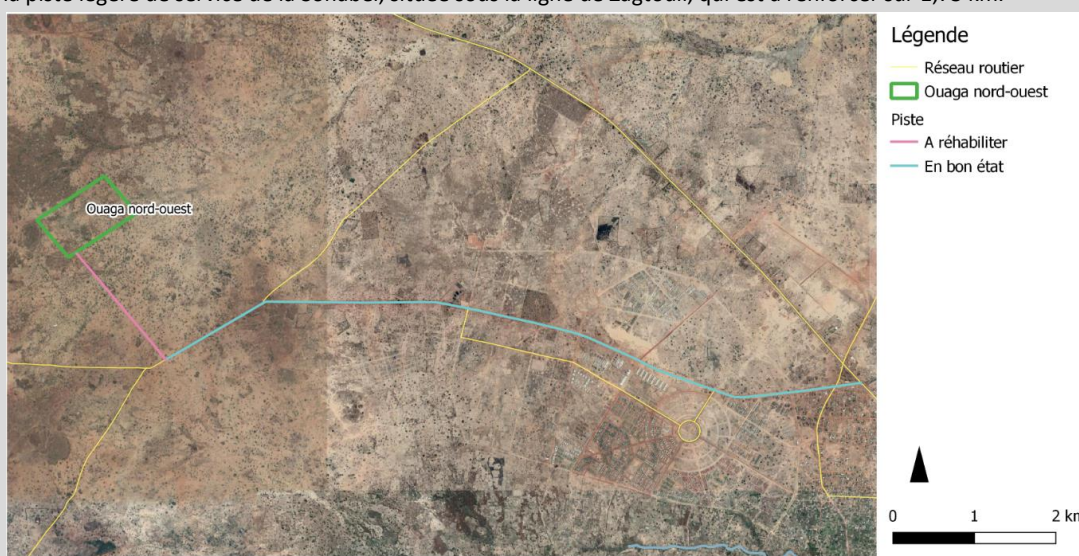 la piste légère de service de la Sonabel, située sous la ligne de Zagtouli, qui est à renforcer sur 1,75 km.
Légende
Réseau routier
Ouaga nord-ouest
Piste
A réhabiliter
En bon état
Ouaga nord-ouest
0 1 2 km